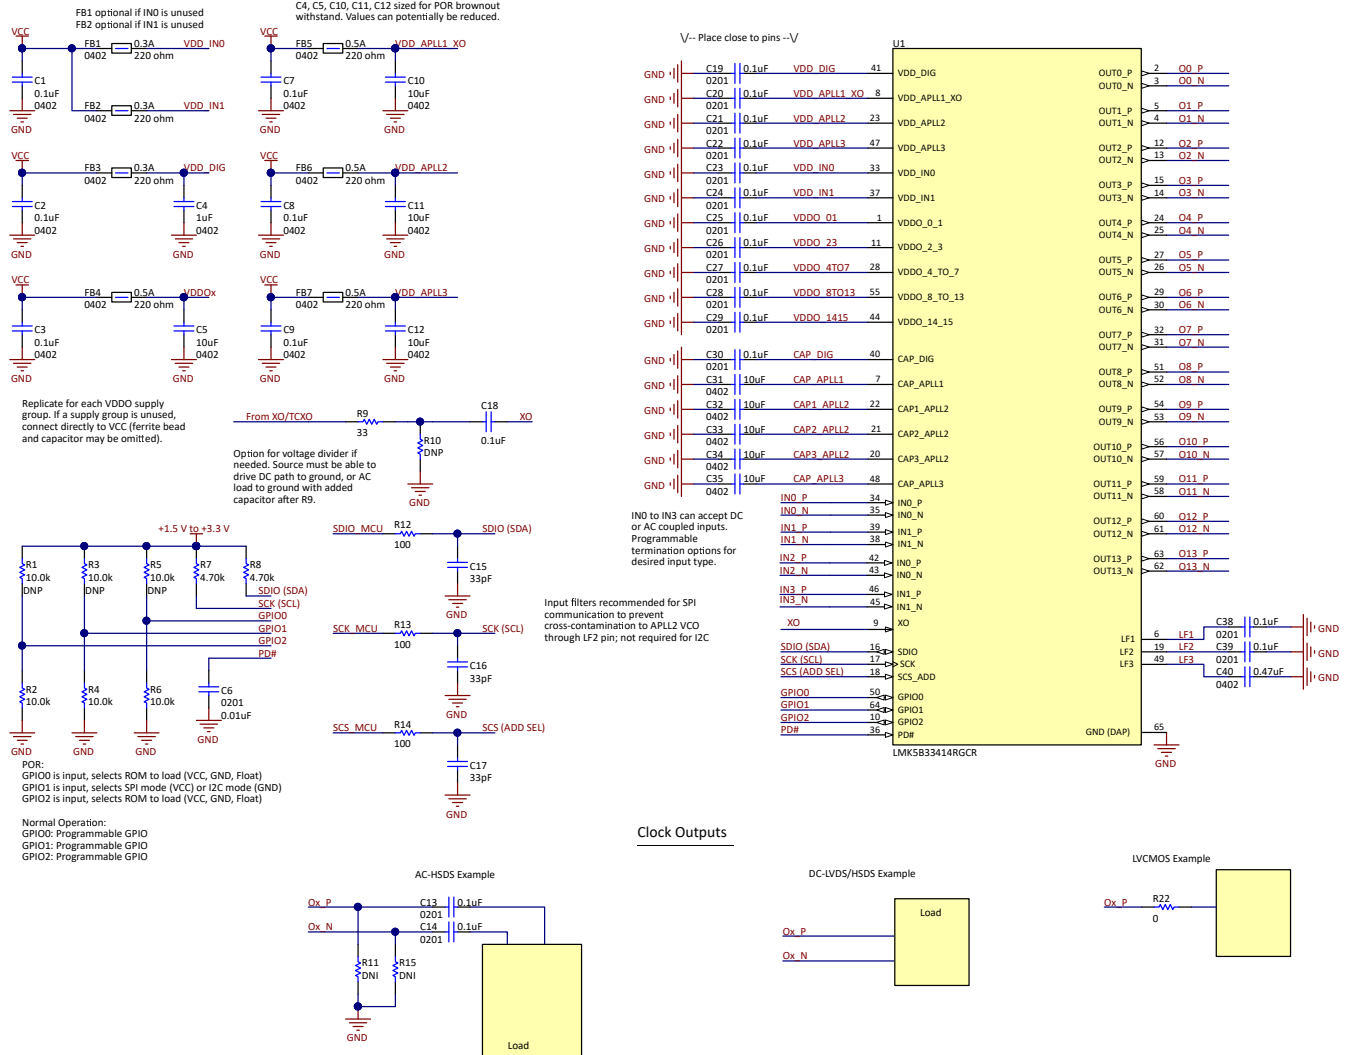 FB1 optional if IN0 is unused
FB2 optional if IN1 is unused
C4, C5, C10, C11, C12 sized for POR brownout
withstand. Values can potentially be reduced.
VCC
FB1 0.3A VDD_IN0
0402 220 ohm
C1
0.1uF
0402
GND
FB2 0.3A VDD_IN1
0402 220 ohm
VCC
FB5 0.5A VDD_APLL1_XO
0402 220 ohm
C7
0.1uF
0402
GND
C10
10uF
0402
GND
VCC
FB3 0.3A VDD_DIG
0402 220 ohm
C2
0.1uF
0402
GND
C4
1uF
0402
GND
VCC
FB6 0.5A VDD_APLL2
0402 220 ohm
C8
0.1uF
0402
GND
C11
10uF
0402
GND
VCC
FB4 0.5A VDDOx
0402 220 ohm
C3
0.1uF
0402
GND
C5
10uF
0402
GND
VCC
FB7 0.5A VDD_APLL3
0402 220 ohm
C9
0.1uF
0402
GND
C12
10uF
0402
GND
Replicate for each VDDO supply
group. If a supply group is unused,
connect directly to VCC (ferrite bead
and capacitor may be omitted).
From XO/TCXO
R9
33
C18
0.1uF
XO
R10
DNP
GND
Option for voltage divider if
needed. Source must be able to
drive DC path to ground, or AC
load to ground with added
capacitor after R9.
+1.5 V to +3.3 V
R1
10.0k
DNP
R3
10.0k
DNP
R5
10.0k
DNP
R7
4.70k
R8
4.70k
SDIO (SDA)
SCK (SCL)
GPIO0
GPIO1
GPIO2
PD#
R2
10.0k
R4
10.0k
R6
10.0k
C6
0201
0.01uF
GND
GND
GND
GND
POR:
GPIO0 is input, selects ROM to load (VCC, GND, Float)
GPIO1 is input, selects SPI mode (VCC) or I2C mode (GND)
GPIO2 is input, selects ROM to load (VCC, GND, Float)
Normal Operation:
GPIO0: Programmable GPIO
GPIO1: Programmable GPIO
GPIO2: Programmable GPIO
SDIO_MCU R12 SDIO (SDA)
100
C15
33pF
GND
SCK_MCU R13 SCK (SCL)
100
C16
33pF
GND
SCS_MCU R14 SCS (ADD SEL)
100
C17
33pF
GND
Input filters recommended for SPI
communication to prevent
cross-contamination to APLL2 VCO
through LF2 pin; not required for I2C
\/-- Place close to pins --\/
GND C19 0.1uF VDD_DIG 41 VDD_DIG
0201
GND C20 0.1uF VDD_APLL1_XO 8 VDD_APLL1_XO
0201
GND C21 0.1uF VDD_APLL2 23 VDD_APLL2
0201
GND C22 0.1uF VDD_APLL3 47 VDD_APLL3
0201
GND C23 0.1uF VDD_IN0 33 VDD_IN0
0201
GND C24 0.1uF VDD_IN1 37 VDD_IN1
0201
GND C25 0.1uF VDDO_01 1 VDDO_0_1
0201
GND C26 0.1uF VDDO_23 11 VDDO_2_3
0201
GND C27 0.1uF VDDO_4TO7 28 VDDO_4_TO_7
0201
GND C28 0.1uF VDDO_8TO13 55 VDDO_8_TO_13
0201
GND C29 0.1uF VDDO_1415 44 VDDO_14_15
0201
GND C30 0.1uF CAP_DIG 40 CAP_DIG
0201
GND C31 10uF CAP_APLL1 7 CAP_APLL1
0402
GND C32 10uF CAP1_APLL2 22 CAP1_APLL2
0402
GND C33 10uF CAP2_APLL2 21 CAP2_APLL2
0402
GND C34 10uF CAP3_APLL2 20 CAP3_APLL2
0402
GND C35 10uF CAP_APLL3 48 CAP_APLL3
0402
IN0 to IN3 can accept DC
or AC coupled inputs.
Programmable
termination options for
desired input type.
IN0_P 34 IN0_P
IN0_N 35 IN0_N
IN1_P 39 IN1_P
IN1_N 38 IN1_N
IN2_P 42 IN0_P
IN2_N 43 IN0_N
IN3_P 46 IN1_P
IN3_N 45 IN1_N
XO 9 XO
SDIO (SDA) 16 SDIO
SCK (SCL) 17 SCK
SCS (ADD SEL) 18 SCS_ADD
GPIO0 50 GPIO0
GPIO1 64 GPIO1
GPIO2 10 GPIO2
PD# 36 PD#
U1
OUT0_P 2 O0_P
OUT0_N 3 O0_N
OUT1_P 5 O1_P
OUT1_N 4 O1_N
OUT2_P 12 O2_P
OUT2_N 13 O2_N
OUT3_P 15 O3_P
OUT3_N 14 O3_N
OUT4_P 24 O4_P
OUT4_N 25 O4_N
OUT5_P 27 O5_P
OUT5_N 26 O5_N
OUT6_P 29 O6_P
OUT6_N 30 O6_N
OUT7_P 32 O7_P
OUT7_N 31 O7_N
OUT8_P 51 O8_P
OUT8_N 52 O8_N
OUT9_P 54 O9_P
OUT9_N 53 O9_N
OUT10_P 56 O10_P
OUT10_N 57 O10_N
OUT11_P 59 O11_P
OUT11_N 58 O11_N
OUT12_P 60 O12_P
OUT12_N 61 O12_N
OUT13_P 63 O13_P
OUT13_N 62 O13_N
LF1 6 LF1 C38 0.1uF GND
0201
LF2 19 LF2 C39 0.1uF GND
0201
LF3 49 LF3 C40 0.47uF GND
0402
GND (DAP) 65
GND
LMK5B33414RGCR
Clock Outputs
AC-HSDS Example
Ox_P C13 0.1uF
0201
Ox_N C14 0.1uF
0201
R11
DNI
R15
DNI
GND
Load
DC-LVDS/HSDS Example
Load
Ox_P
Ox_N
LVCMOS Example
Ox_P R22
0